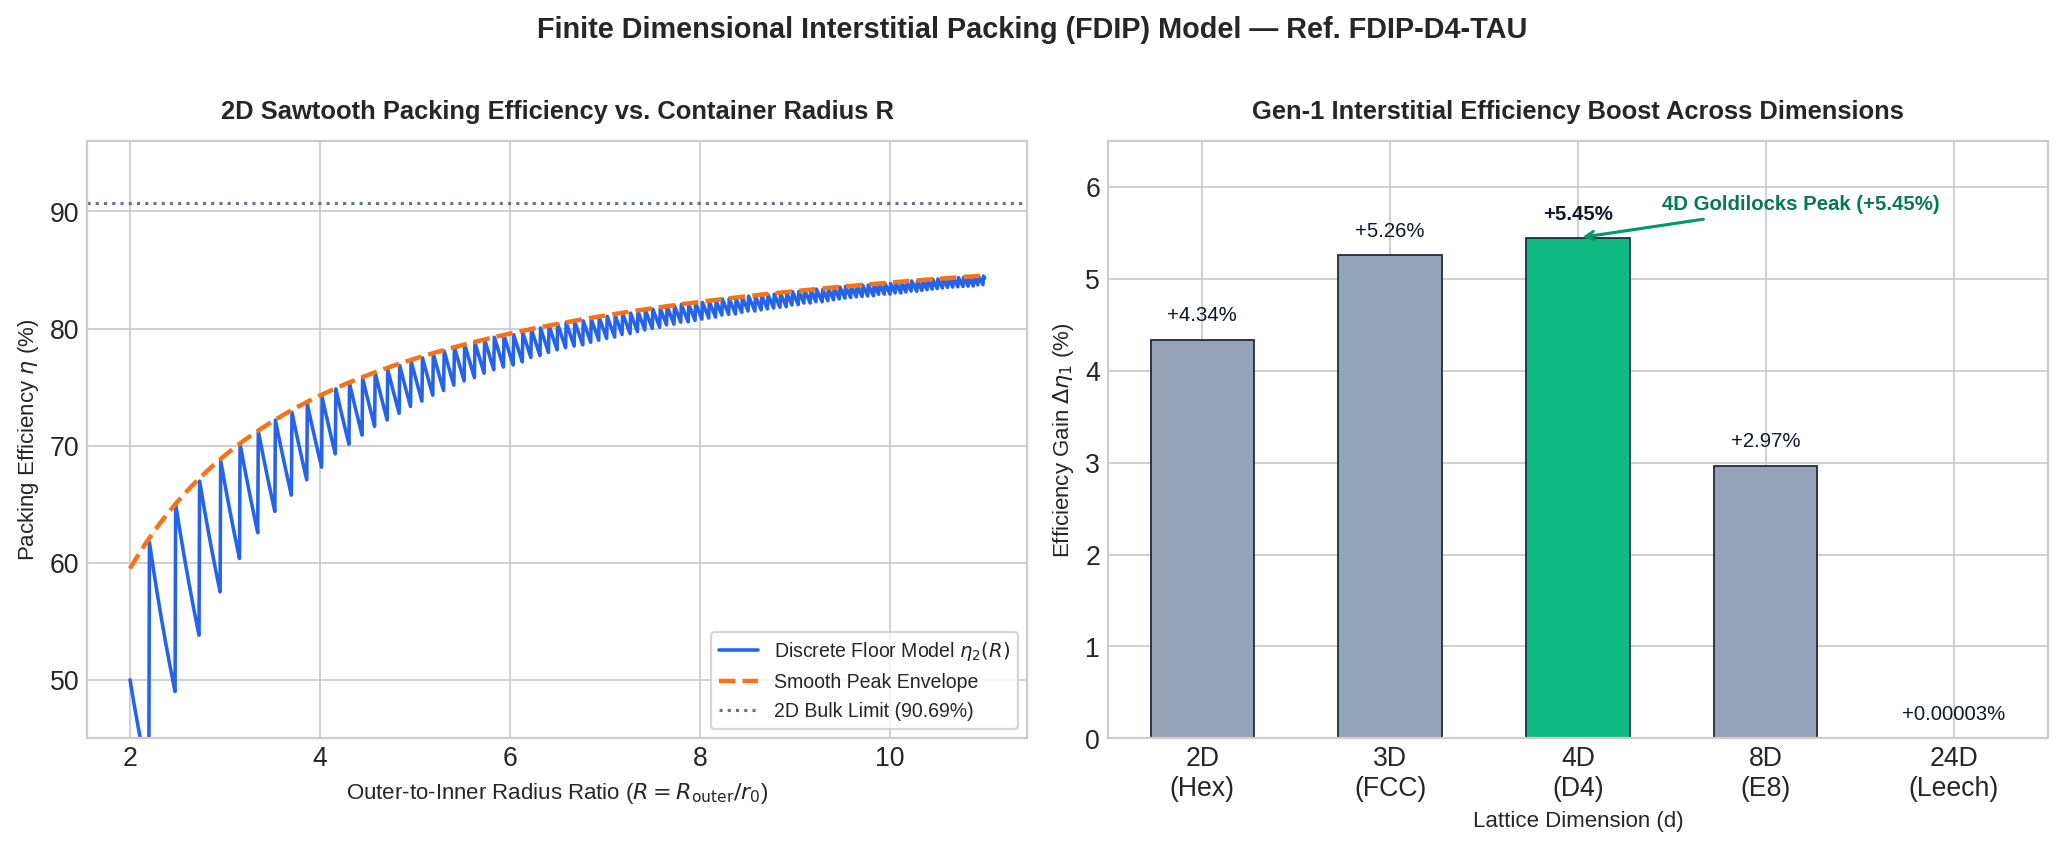 Finite Dimensional Interstitial Packing (FDIP) Model — Ref. FDIP-D4-TAU
2D Sawtooth Packing Efficiency vs. Container Radius R
Packing Efficiency η (%)
90
80
70
60
50
2 4 6 8 10
Outer-to-Inner Radius Ratio (R = R_outer/r_0)
Discrete Floor Model η_2(R)
Smooth Peak Envelope
2D Bulk Limit (90.69%)
Gen-1 Interstitial Efficiency Boost Across Dimensions
Efficiency Gain Δη_1 (%)
6
5
4
3
2
1
0
+4.34%
+5.26%
+5.45%
4D Goldilocks Peak (+5.45%)
+2.97%
+0.00003%
2D 3D 4D 8D 24D
(Hex) (FCC) (D4) (E8) (Leech)
Lattice Dimension (d)